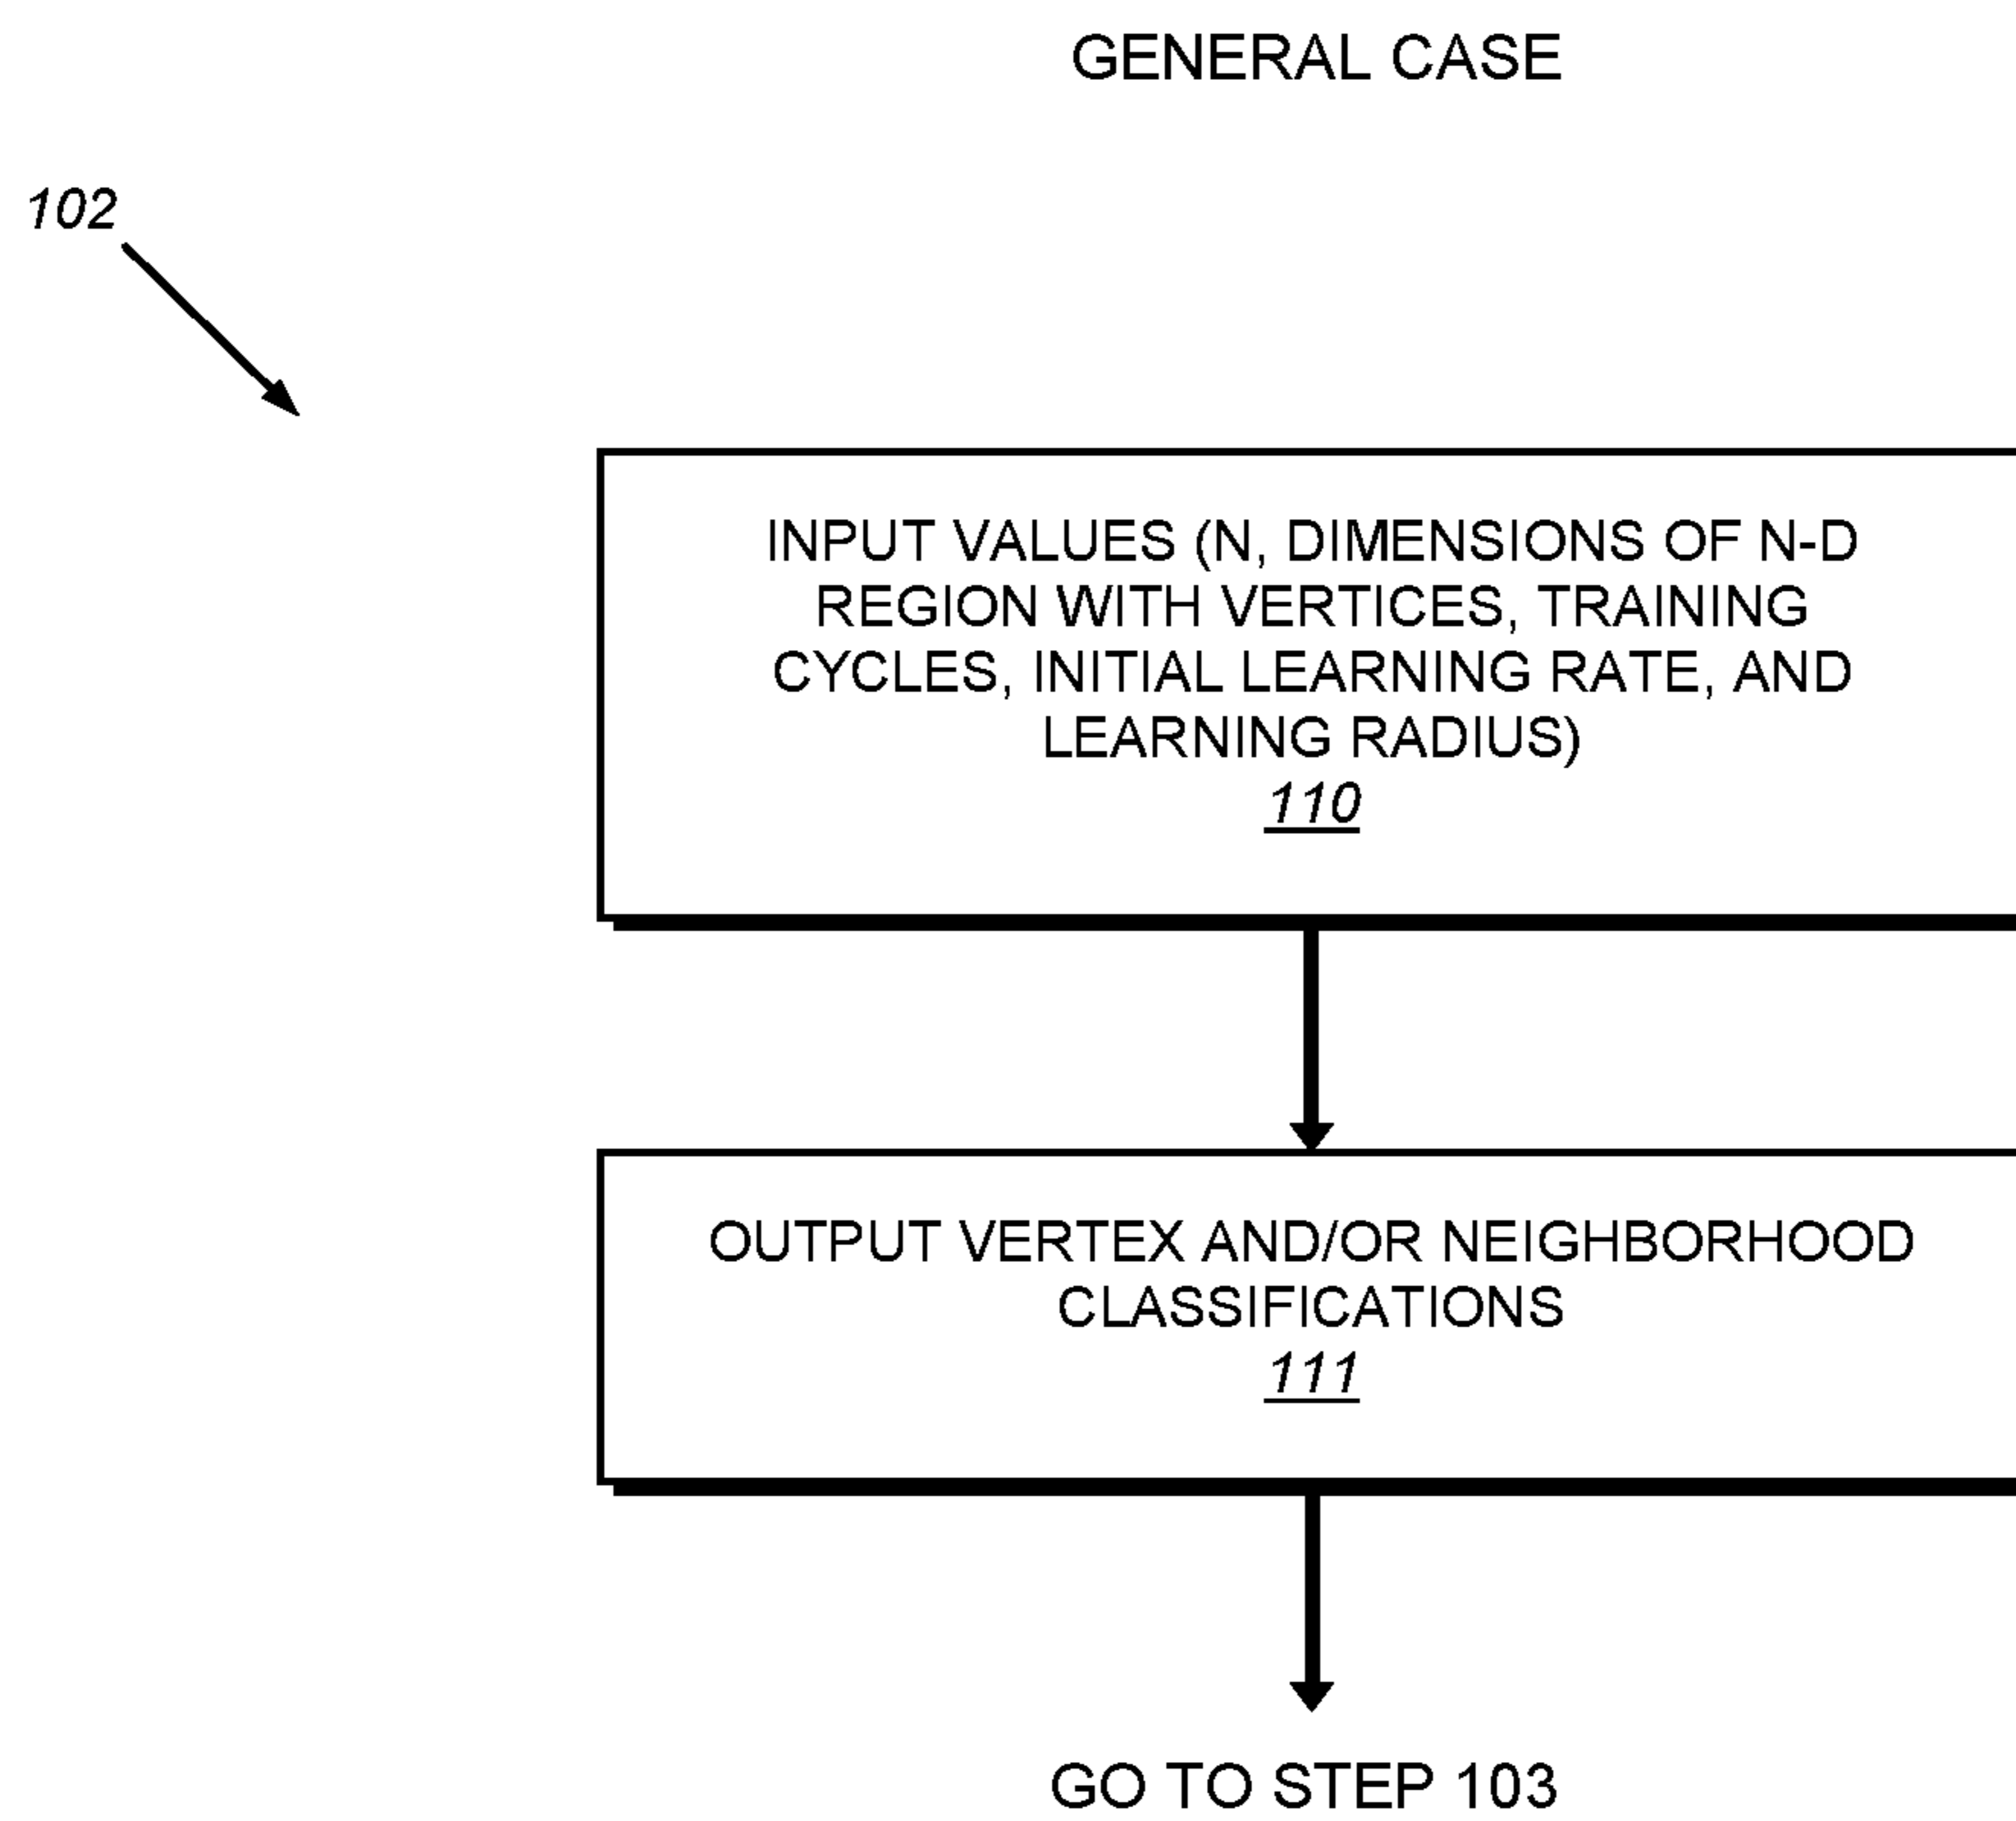 GENERAL CASE
102
INPUT VALUES (N, DIMENSIONS OF N-D
REGION WITH VERTICES, TRAINING
CYCLES, INITIAL LEARNING RATE, AND
LEARNING RADIUS)
110
OUTPUT VERTEX AND/OR NEIGHBORHOOD
CLASSIFICATIONS
111
GO TO STEP 103